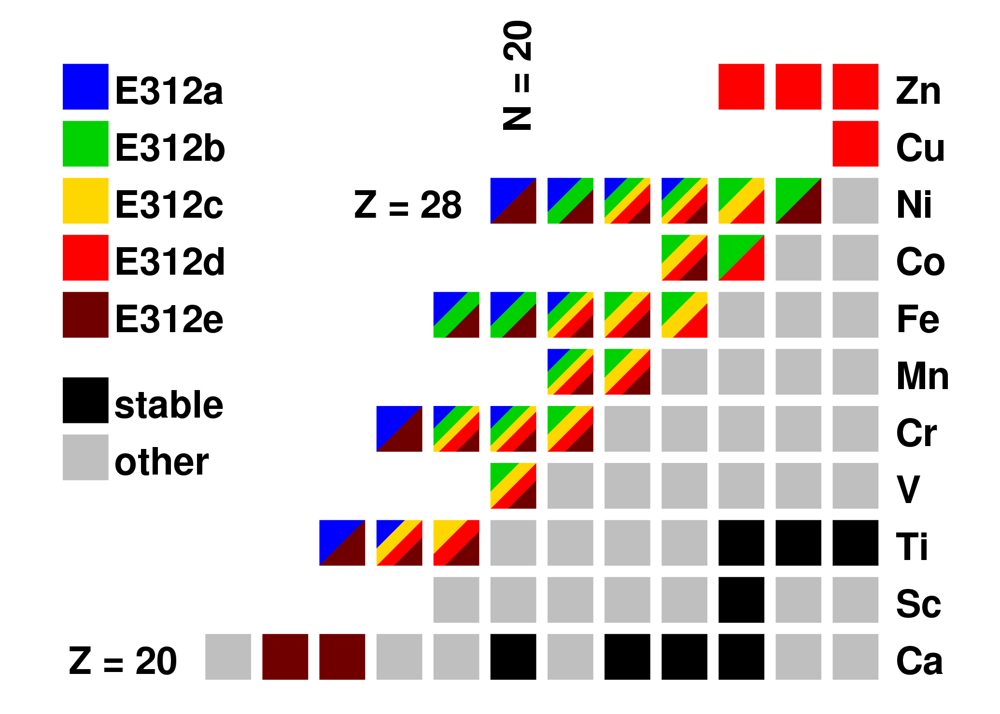 N = 20
E312a
Zn
E312b
Cu
E312c
Z = 28
Ni
E312d
Co
E312e
Fe
Mn
stable
Cr
other
V
Ti
Sc
Z = 20
Ca